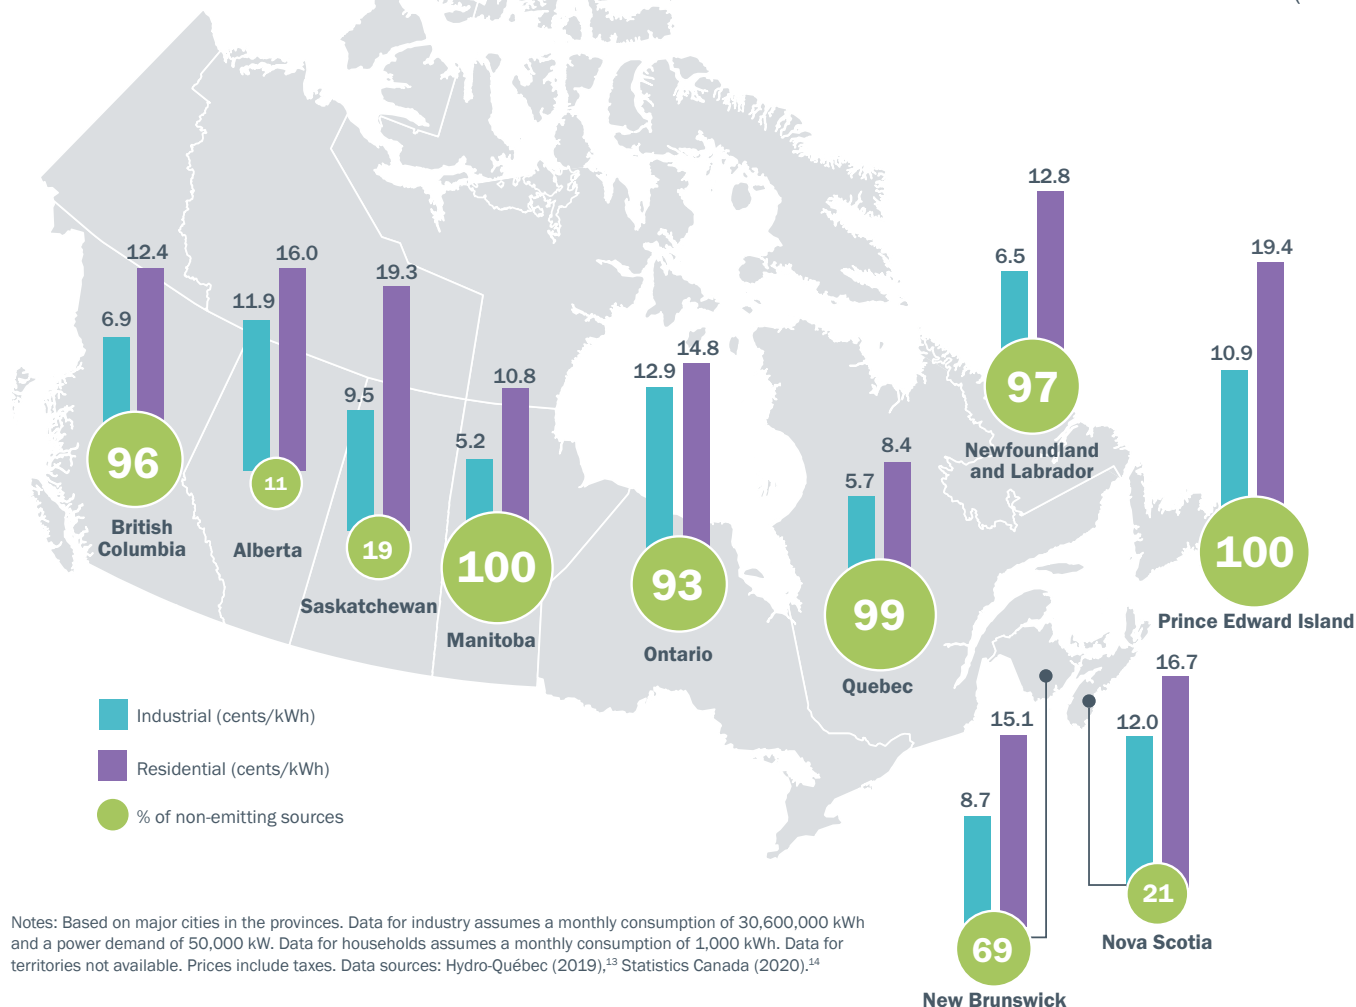 12.4
6.9
96
British
Columbia
16.0
11.9
11
Alberta
19.3
9.5
19
Saskatchewan
10.8
5.2
100
Manitoba
14.8
12.9
93
Ontario
8.4
5.7
99
Quebec
12.8
6.5
97
Newfoundland
and Labrador
19.4
10.9
100
Prince Edward Island
16.7
12.0
21
Nova Scotia
15.1
8.7
69
New Brunswick
Industrial (cents/kWh)
Residential (cents/kWh)
% of non-emitting sources
Notes: Based on major cities in the provinces. Data for industry assumes a monthly consumption of 30,600,000 kWh
and a power demand of 50,000 kW. Data for households assumes a monthly consumption of 1,000 kWh. Data for
territories not available. Prices include taxes. Data sources: Hydro-Québec (2019),¹³ Statistics Canada (2020).¹⁴